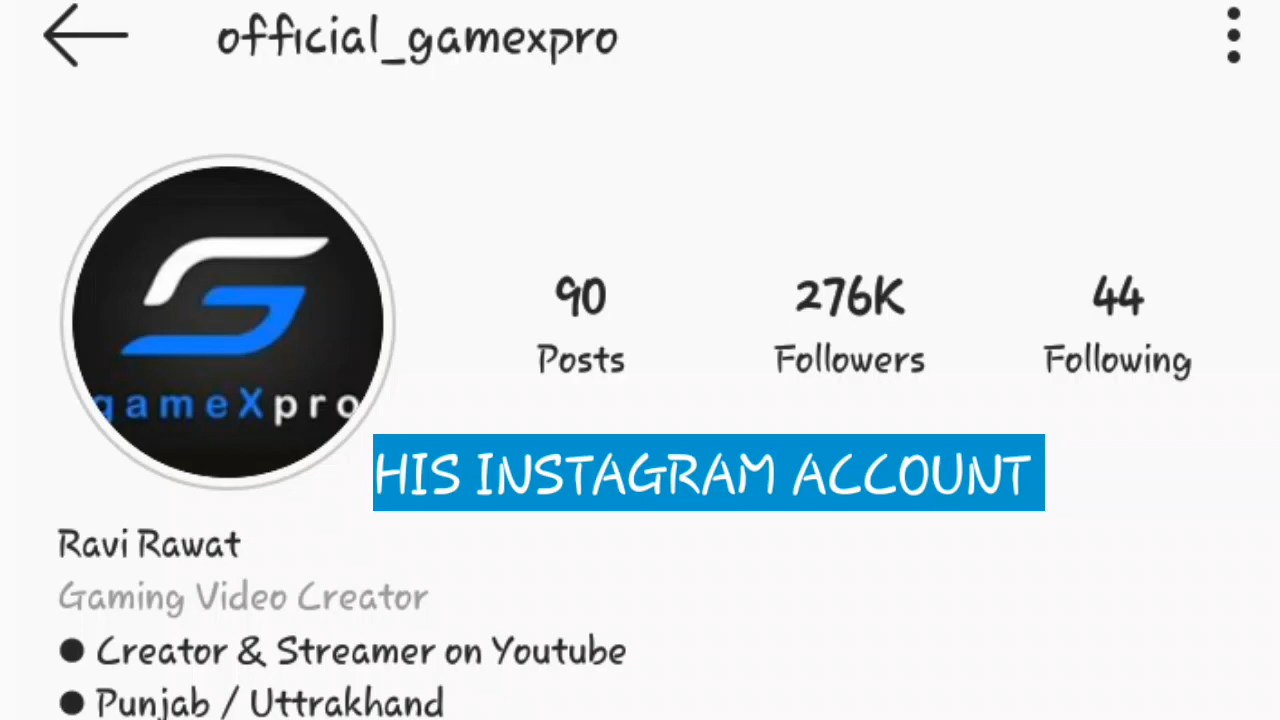 official_gamexpro
gameXpro
90
276K
44
Posts
Followers
Following
HIS INSTAGRAM ACCOUNT
Ravi Rawat
Gaming Video Creator
● Creator & Streamer on Youtube
● Punjab / Uttrakhand